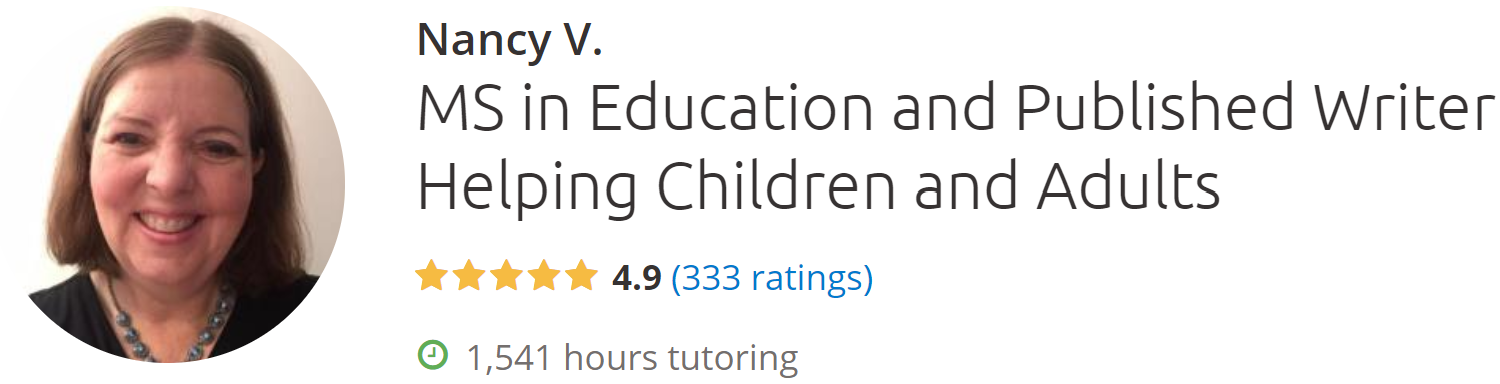 Nancy V.
MS in Education and Published Writer
Helping Children and Adults
4.9 (333 ratings)
1,541 hours tutoring